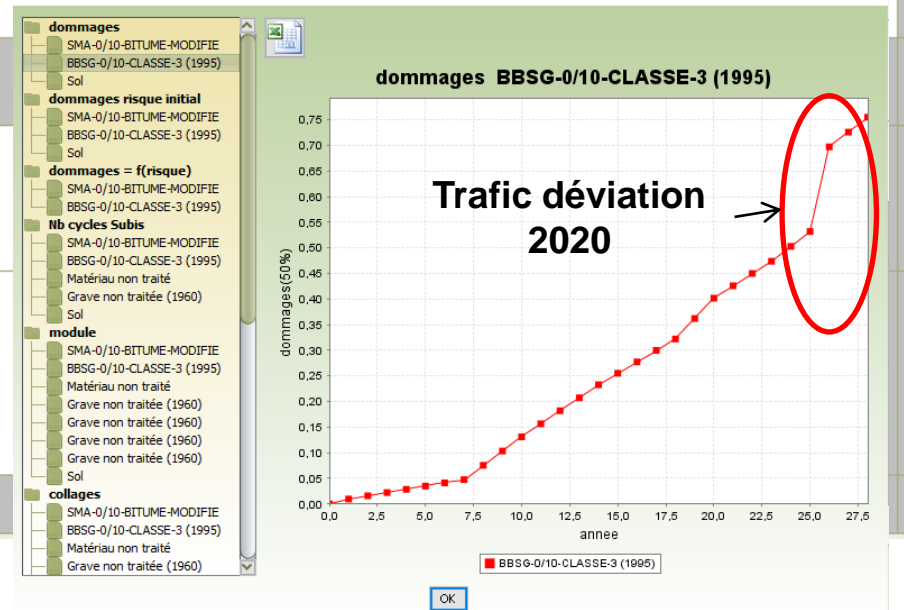 dommages
SMA-0/10-BITUME-MODIFIE
BBSG-0/10-CLASSE-3 (1995)
Sol
dommages risque initial
SMA-0/10-BITUME-MODIFIE
BBSG-0/10-CLASSE-3 (1995)
Sol
dommages = f(risque)
SMA-0/10-BITUME-MODIFIE
BBSG-0/10-CLASSE-3 (1995)
Nb cycles Subis
SMA-0/10-BITUME-MODIFIE
BBSG-0/10-CLASSE-3 (1995)
Matériau non traité
Grave non traitée (1960)
Sol
module
SMA-0/10-BITUME-MODIFIE
BBSG-0/10-CLASSE-3 (1995)
Matériau non traité
Grave non traitée (1960)
Grave non traitée (1960)
Grave non traitée (1960)
Grave non traitée (1960)
Sol
collages
SMA-0/10-BITUME-MODIFIE
BBSG-0/10-CLASSE-3 (1995)
Matériau non traité
Grave non traitée (1960)
dommages BBSG-0/10-CLASSE-3 (1995)
Trafic déviation
2020
dommages(50%)
0,75
0,70
0,65
0,60
0,55
0,50
0,45
0,40
0,35
0,30
0,25
0,20
0,15
0,10
0,05
0,00
0,0 2,5 5,0 7,5 10,0 12,5 15,0 17,5 20,0 22,5 25,0 27,5
annee
BBSG-0/10-CLASSE-3 (1995)
OK